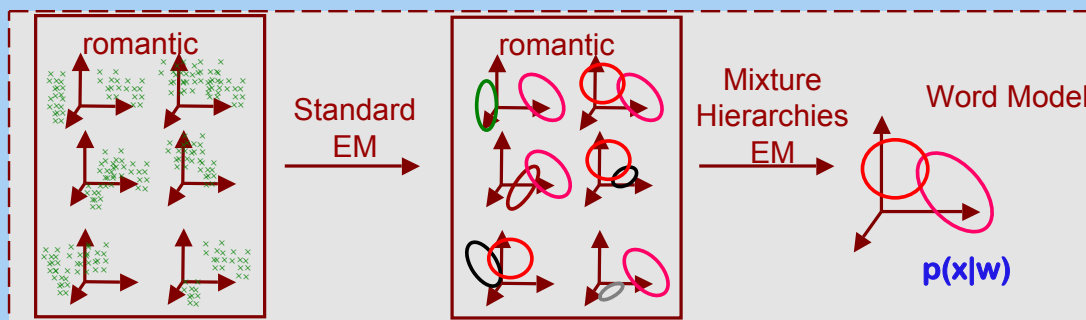 romantic
Standard
EM
romantic
Mixture
Hierarchies
EM
Word Model
p(x|w)